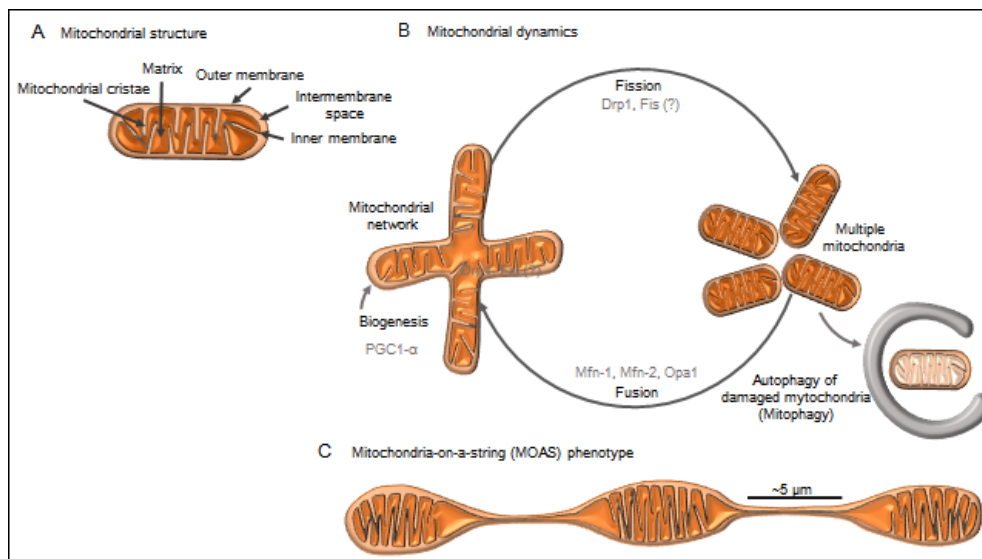 A Mitochondrial structure
Matrix
Outer membrane
Mitochondrial cristae
Intermembrane
space
Inner membrane
B Mitochondrial dynamics
Fission
Drp1, Fis (?)
Mitochondrial
network
Multiple
mitochondria
Biogenesis
PGC1-α
Mfn-1, Mfn-2, Opa1
Fusion
Autophagy of
damaged mytochondria
(Mitophagy)
C Mitochondria-on-a-string (MOAS) phenotype
~5 µm